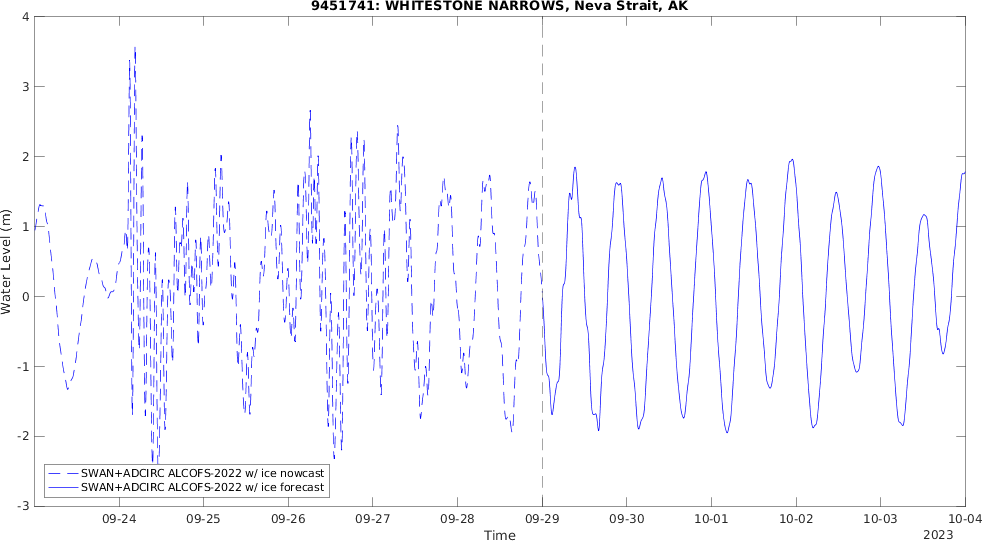 9451741: WHITESTONE NARROWS, Neva Strait, AK
4
3
2
1
0
-1
-2
-3
Water Level (m)
SWAN+ADCIRC ALCOFS-2022 w/ ice nowcast
SWAN+ADCIRC ALCOFS-2022 w/ ice forecast
09-24 09-25 09-26 09-27 09-28 09-29 09-30 10-01 10-02 10-03 10-04
Time
2023